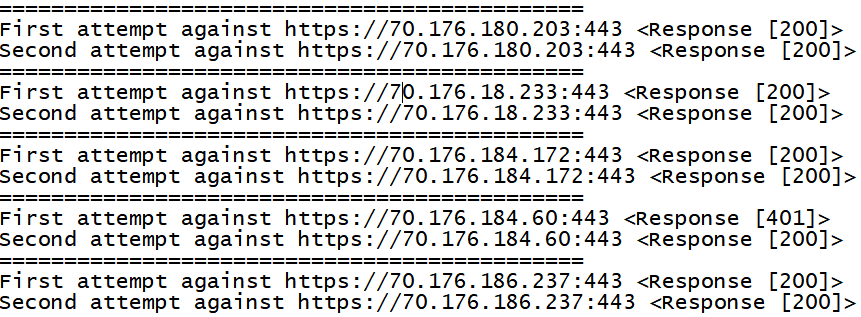 =============================================
First attempt against https://70.176.180.203:443 <Response [200]>
Second attempt against https://70.176.180.203:443 <Response [200]>
=============================================
First attempt against https://70.176.18.233:443 <Response [200]>
Second attempt against https://70.176.18.233:443 <Response [200]>
=============================================
First attempt against https://70.176.184.172:443 <Response [200]>
Second attempt against https://70.176.184.172:443 <Response [200]>
=============================================
First attempt against https://70.176.184.60:443 <Response [401]>
Second attempt against https://70.176.184.60:443 <Response [200]>
=============================================
First attempt against https://70.176.186.237:443 <Response [200]>
Second attempt against https://70.176.186.237:443 <Response [200]>